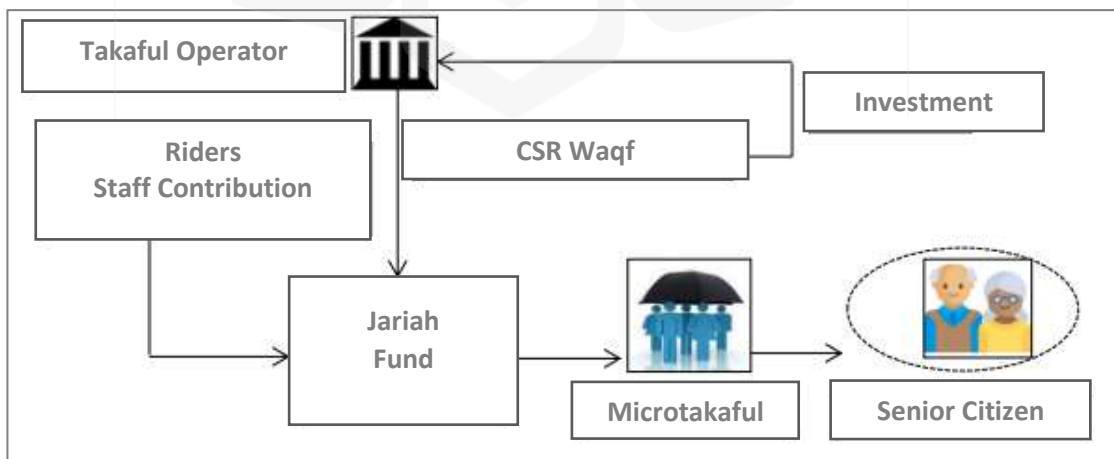 Takaful Operator
Investment
Riders
Staff Contribution
CSR Waqf
Jariah
Fund
Microtakaful
Senior Citizen